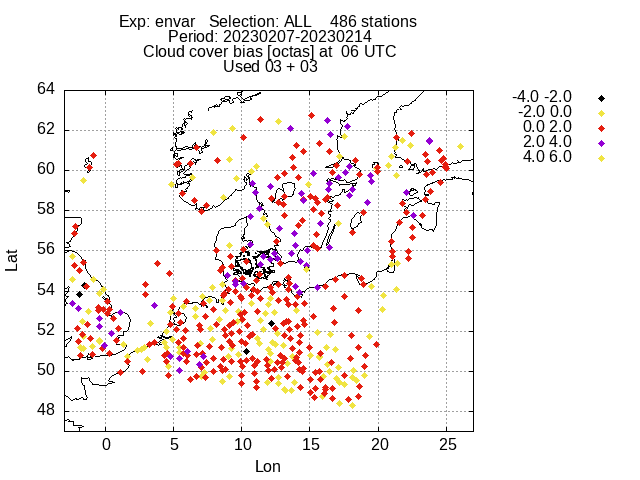 Exp: envar Selection: ALL 486 stations
Period: 20230207-20230214
Cloud cover bias [octas] at 06 UTC
Used 03 + 03
-4.0 -2.0
-2.0 0.0
0.0 2.0
2.0 4.0
4.0 6.0
64
62
60
58
56
54
52
50
48
Lat
0 5 10 15 20 25
Lon